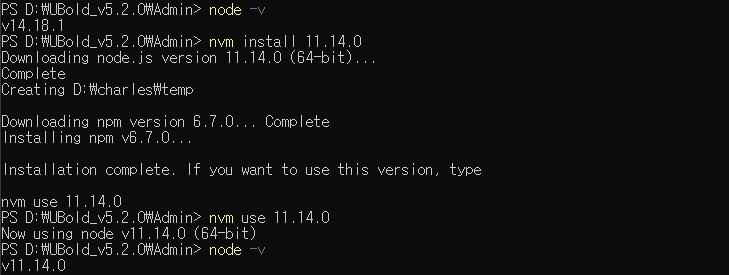 PS D:₩UBold_v5.2.0₩Admin> node -v
v14.18.1
PS D:₩UBold_v5.2.0₩Admin> nvm install 11.14.0
Downloading node.js version 11.14.0 (64-bit)...
Complete
Creating D:₩charles₩temp
Downloading npm version 6.7.0... Complete
Installing npm v6.7.0...
Installation complete. If you want to use this version, type
nvm use 11.14.0
PS D:₩UBold_v5.2.0₩Admin> nvm use 11.14.0
Now using node v11.14.0 (64-bit)
PS D:₩UBold_v5.2.0₩Admin> node -v
v11.14.0